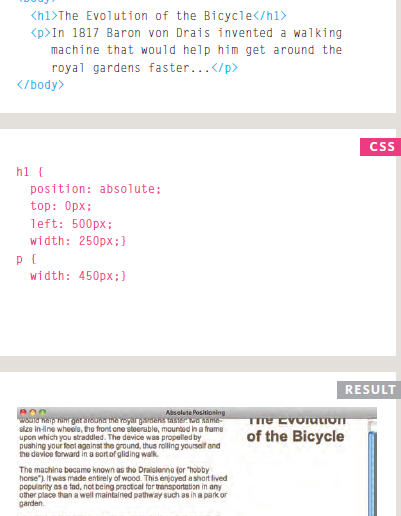 <body>
<h1>The Evolution of the Bicycle</h1>
<p>In 1817 Baron von Drais invented a walking
machine that would help him get around the
royal gardens faster...</p>
</body>
CSS
h1 {
position: absolute;
top: 0px;
left: 500px;
width: 250px;}
p {
width: 450px;}
RESULT
Absolute Positioning
would help him get around the royal gardens faster: two same-
size in-line wheels, the front one steerable, mounted in a frame
upon which you straddled. The device was propelled by
pushing your feet against the ground, thus rolling yourself and
the device forward in a sort of gliding walk.
The machine became known as the Draisienne (or "hobby
horse"). It was made entirely of wood. This enjoyed a short lived
popularity as a fad, not being practical for transportation in any
other place than a well maintained pathway such as in a park or
garden.
The Evolution
of the Bicycle